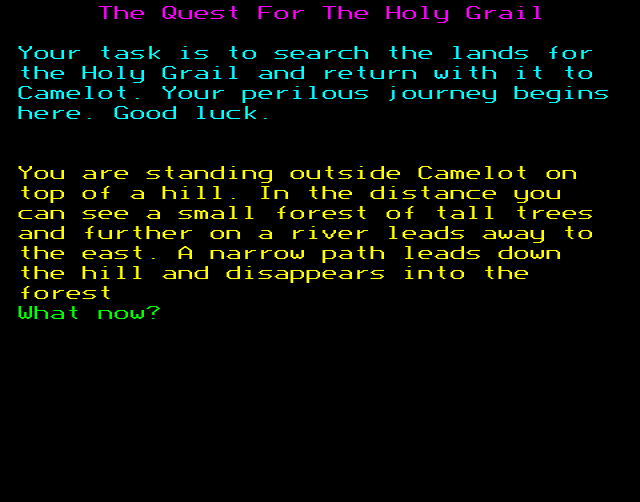 The Quest For The Holy Grail
Your task is to search the lands for
the Holy Grail and return with it to
Camelot. Your perilous journey begins
here. Good luck.
You are standing outside Camelot on
top of a hill. In the distance you
can see a small forest of tall trees
and further on a river leads away to
the east. A narrow path leads down
the hill and disappears into the
forest
What now?